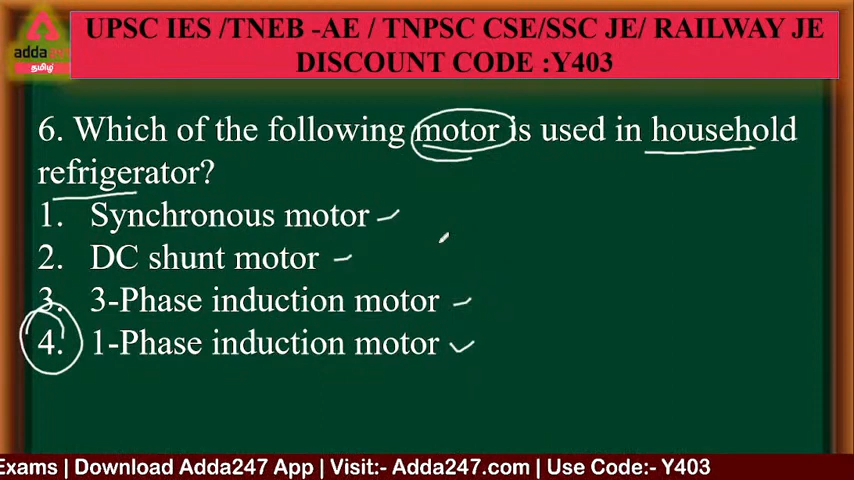 UPSC IES /TNEB -AE / TNPSC CSE/SSC JE/ RAILWAY JE
DISCOUNT CODE :Y403
adda247
தமிழ்
6. Which of the following motor is used in household
refrigerator?
1. Synchronous motor
2. DC shunt motor
3. 3-Phase induction motor
4. 1-Phase induction motor
Exams | Download Adda247 App | Visit:- Adda247.com | Use Code:- Y403